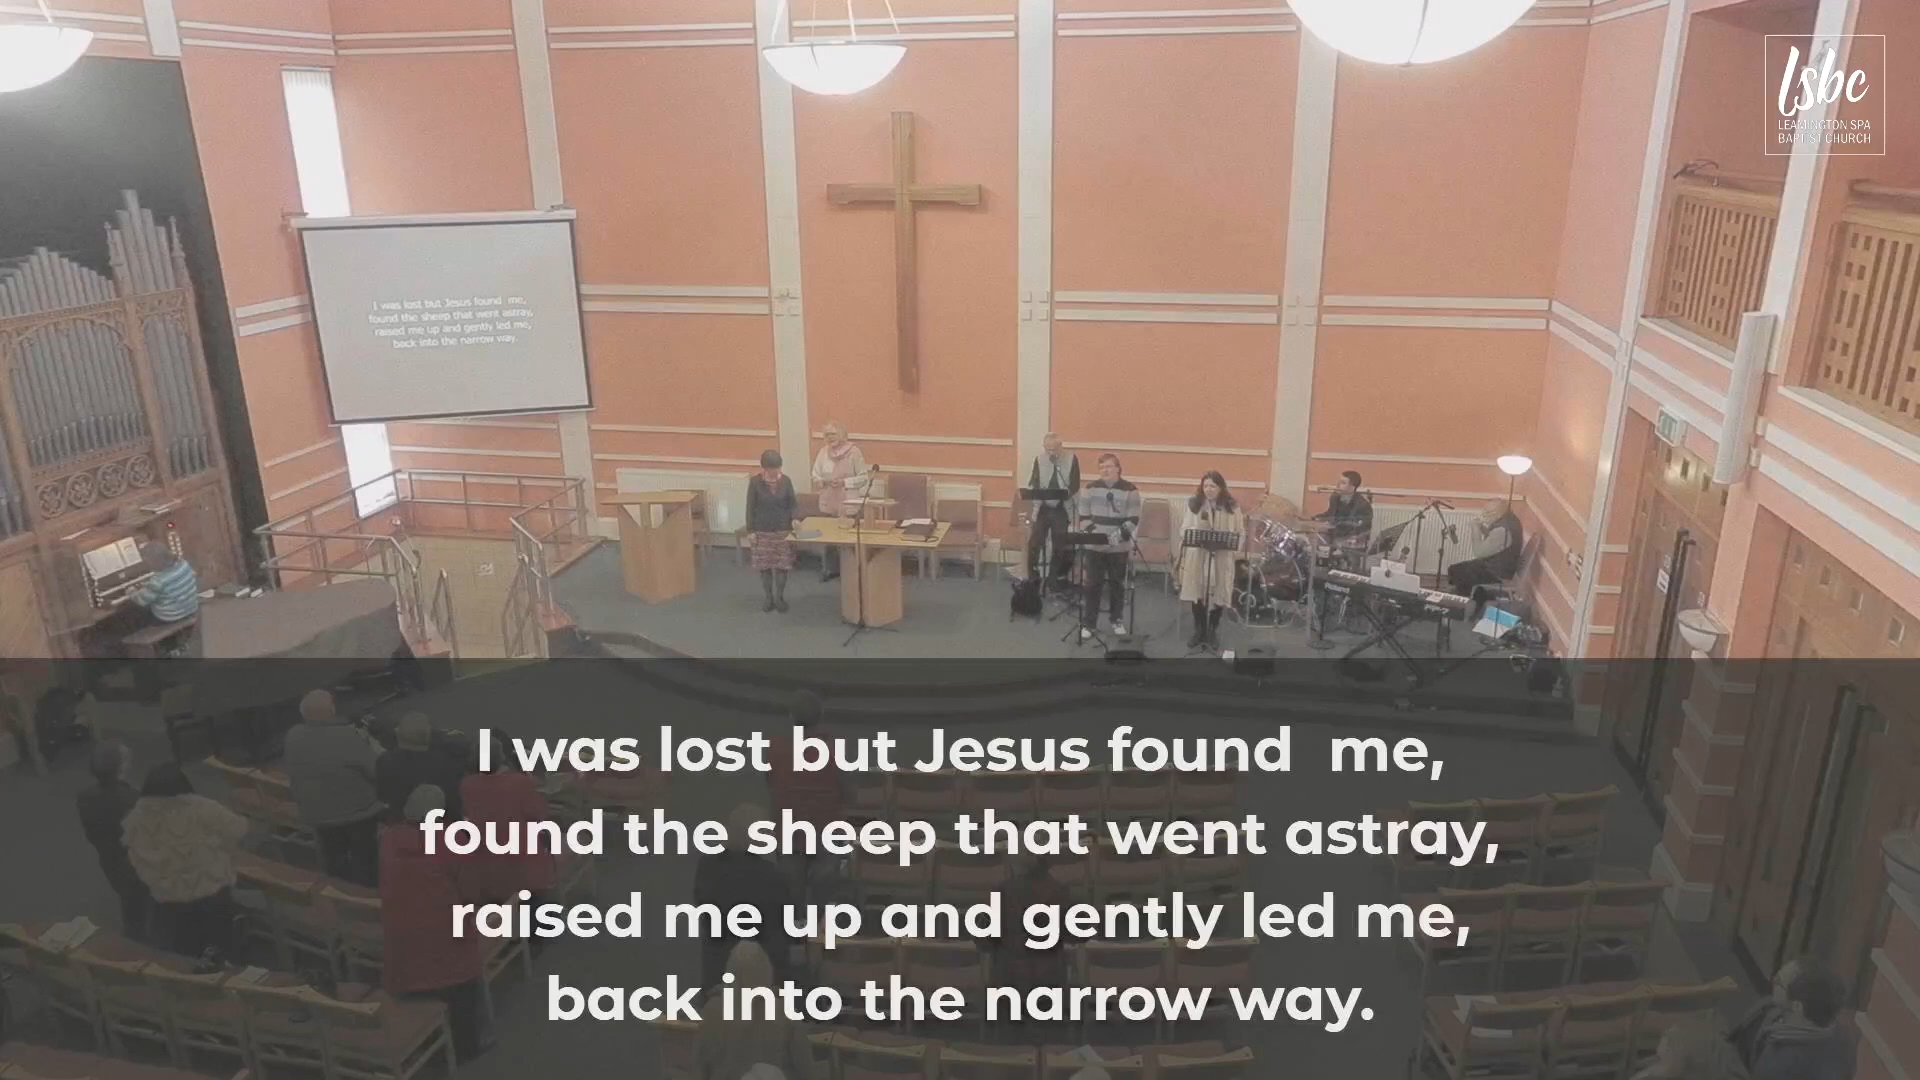 lsbc
LEAMINGTON SPA
BAPTIST CHURCH
I was lost but Jesus found me,
found the sheep that went astray,
raised me up and gently led me,
back into the narrow way.
Roland
I was lost but Jesus found  me,
found the sheep that went astray,
raised me up and gently led me,
back into the narrow way.